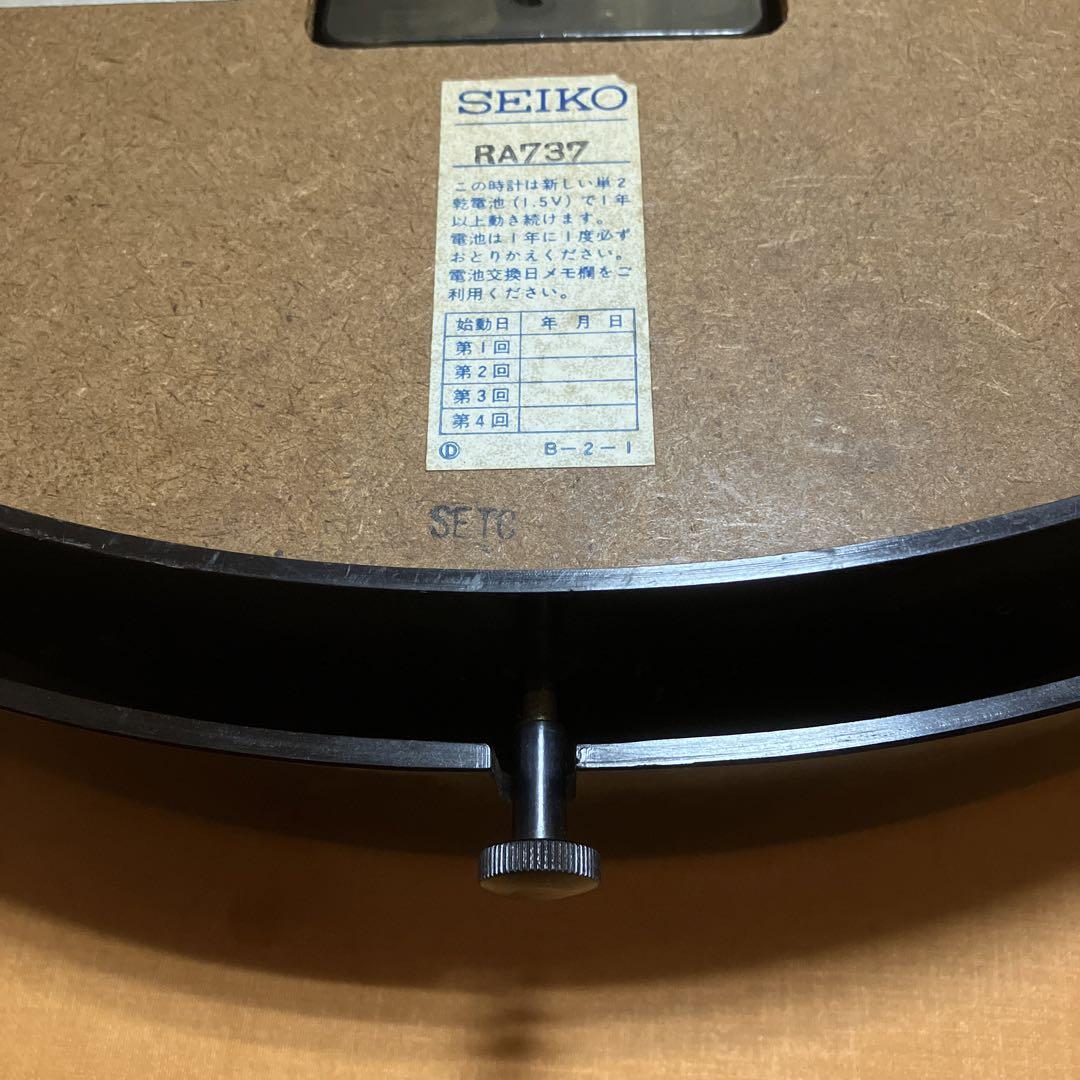 SEIKO
RA737
この時計は新しい単2
乾電池(1.5V)で1年
以上動き続けます。
電池は1年に1度必ず
おとりかえください。
電池交換日メモ欄をご
利用ください。
始動日 年 月 日
第1回
第2回
第3回
第4回
Ⓓ B-2-1
SETC